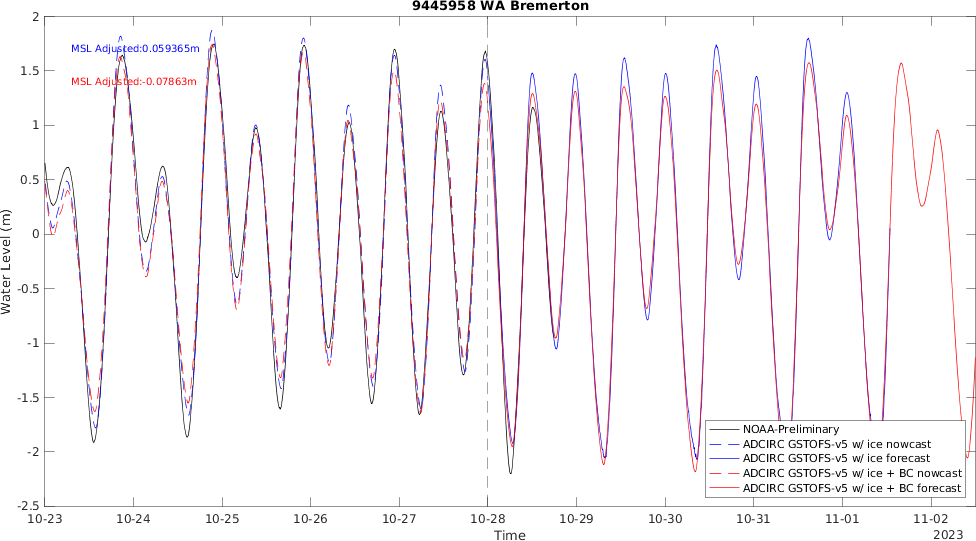 9445958 WA Bremerton
MSL Adjusted:0.059365m
MSL Adjusted:-0.07863m
Water Level (m)
2
1.5
1
0.5
0
-0.5
-1
-1.5
-2
-2.5
NOAA-Preliminary
ADCIRC GSTOFS-v5 w/ ice nowcast
ADCIRC GSTOFS-v5 w/ ice forecast
ADCIRC GSTOFS-v5 w/ ice + BC nowcast
ADCIRC GSTOFS-v5 w/ ice + BC forecast
10-23 10-24 10-25 10-26 10-27 10-28 10-29 10-30 10-31 11-01 11-02
Time
2023